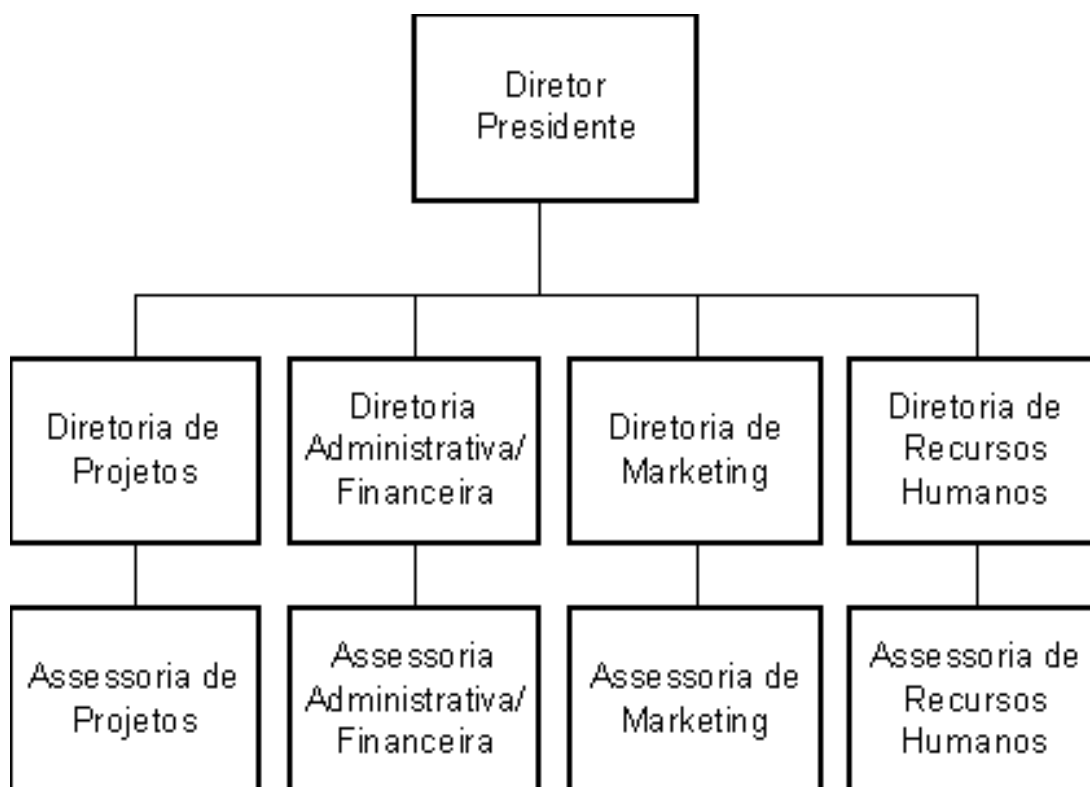 Diretor
Presidente
Diretoria de
Projetos
Diretoria
Administrativa/
Financeira
Diretoria de
Marketing
Diretoria de
Recursos
Humanos
Assessoria de
Projetos
Assessoria
Administrativa/
Financeira
Assessoria de
Marketing
Assessoria de
Recursos
Humanos